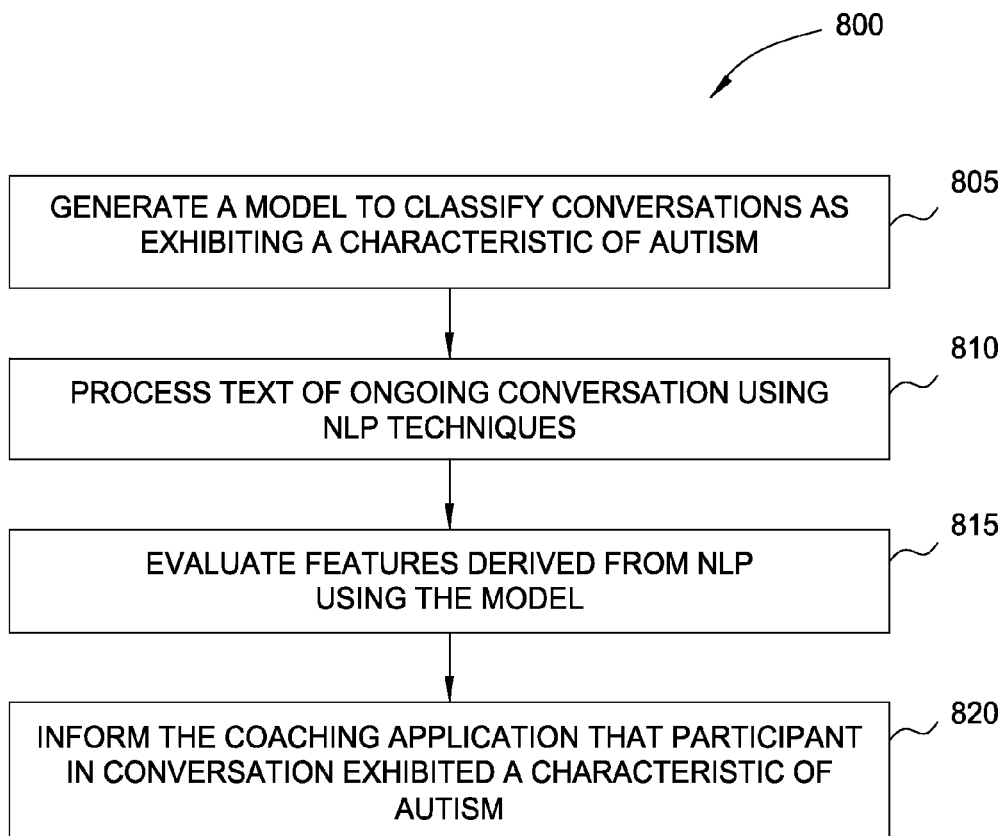 800
805
GENERATE A MODEL TO CLASSIFY CONVERSATIONS AS
EXHIBITING A CHARACTERISTIC OF AUTISM
810
PROCESS TEXT OF ONGOING CONVERSATION USING
NLP TECHNIQUES
815
EVALUATE FEATURES DERIVED FROM NLP
USING THE MODEL
820
INFORM THE COACHING APPLICATION THAT PARTICIPANT
IN CONVERSATION EXHIBITED A CHARACTERISTIC OF
AUTISM